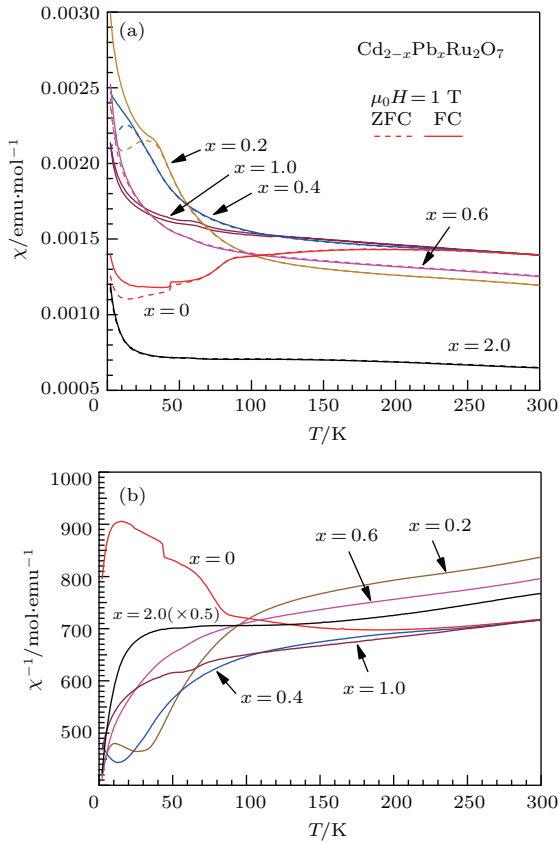 0.0030
(a)
Cd₂₋ₓPbₓRu₂O₇
μ₀H = 1 T
ZFC FC
0.0025
x = 0.2
x = 1.0
x = 0.4
0.0020
x = 0.6
χ/emu·mol⁻¹
0.0015
x = 0
0.0010
x = 2.0
0.0005
0 50 100 150 200 250 300
T/K
1000
(b)
900
x = 0.2
x = 0.6
x = 0
800
x = 2.0(×0.5)
χ⁻¹/mol·emu⁻¹
700
600
x = 0.4
x = 1.0
500
0 50 100 150 200 250 300
T/K